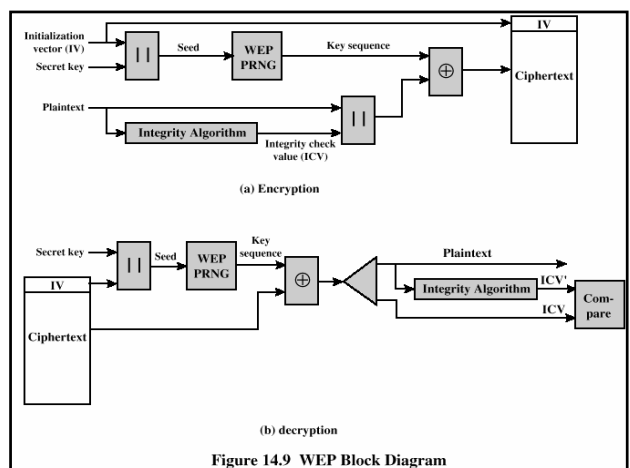 Initialization
vector (IV)
Secret key
||
Seed
WEP
PRNG
Key sequence
⊕
IV
Ciphertext
Plaintext
Integrity Algorithm
||
Integrity check
value (ICV)
(a) Encryption
Secret key
IV
Ciphertext
||
Seed
WEP
PRNG
Key
sequence
⊕
Plaintext
Integrity Algorithm
ICV'
ICV
Com-
pare
(b) decryption
Figure 14.9 WEP Block Diagram